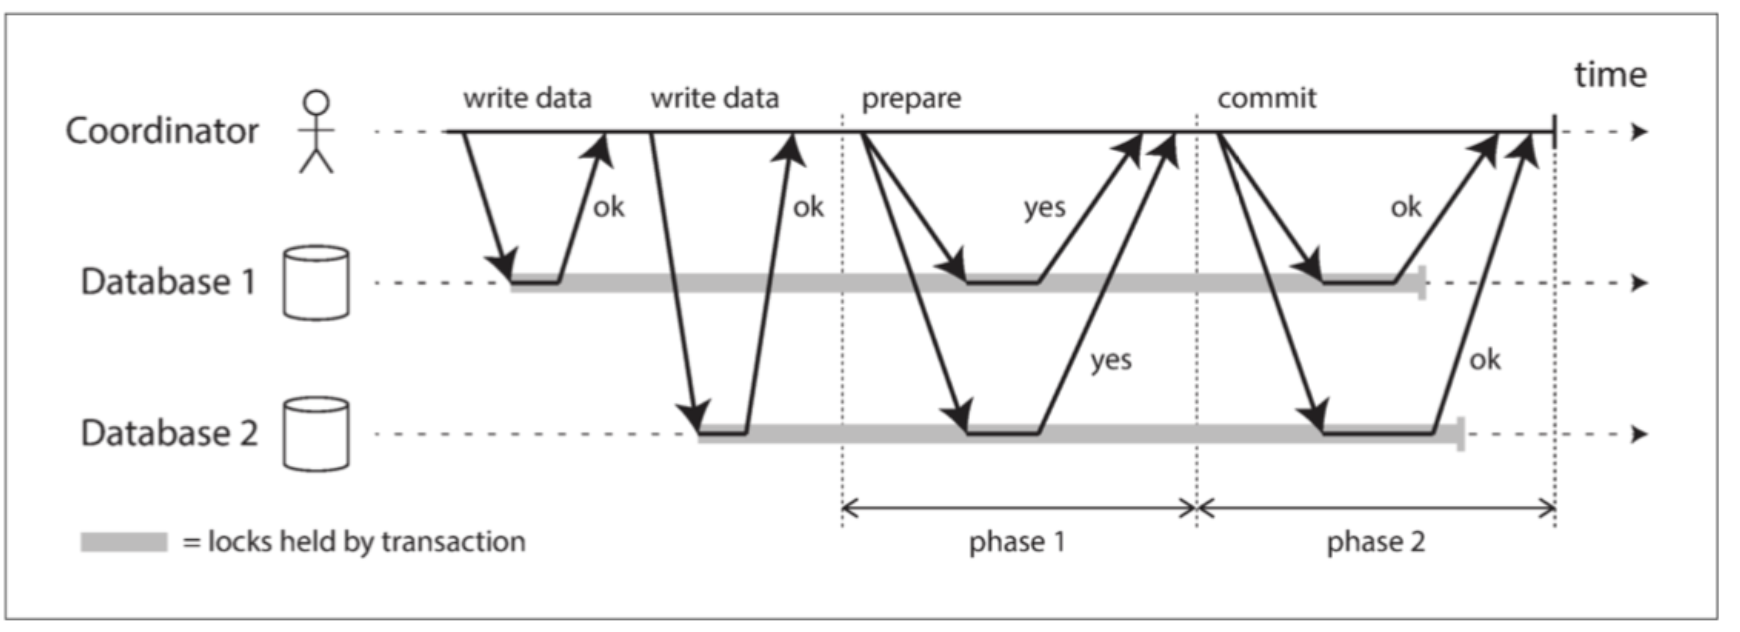 time
write data
write data
prepare
commit
Coordinator
ok
ok
yes
ok
Database 1
yes
ok
Database 2
= locks held by transaction
phase 1
phase 2